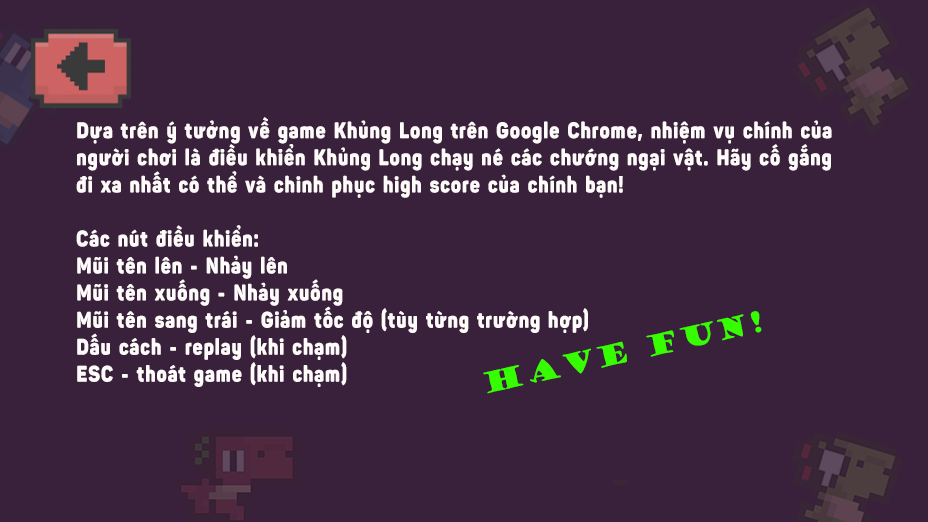 Dựa trên ý tưởng về game Khủng Long trên Google Chrome, nhiệm vụ chính của
người chơi là điều khiển Khủng Long chạy né các chướng ngại vật. Hãy cố gắng
đi xa nhất có thể và chinh phục high score của chính bạn!
Các nút điều khiển:
Mũi tên lên - Nhảy lên
Mũi tên xuống - Nhảy xuống
Mũi tên sang trái - Giảm tốc độ (tùy từng trường hợp)
Dấu cách - replay (khi chạm)
ESC - thoát game (khi chạm)
HAVE FUN!